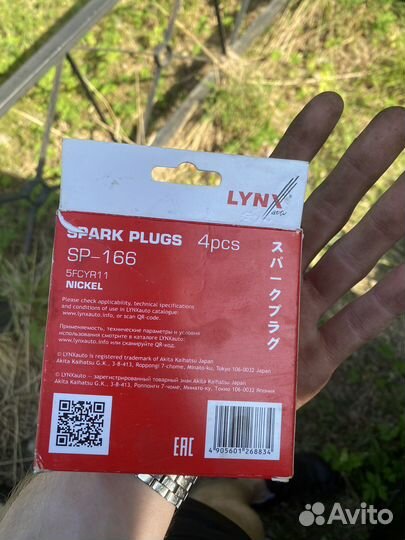 LYNX
auto
SPARK PLUGS 4pcs
SP-166
5FCYR11
NICKEL
スパークプラグ
Please check applicability, technical specifications
and conditions of use in LYNXauto catalogue:
www.lynxauto.info, or scan QR-code.
Применяемость, технические параметры и условия
использования смотрите в каталоге LYNXauto:
www.lynxauto.info или сканируйте QR-код.
© LYNXauto is registered trademark of Akita Kaihatsu Japan
Akita Kaihatsu G.K., 3-8-413, Roppongi 7-chome, Minato-ku, Tokyo 106-0032 Japan
© LYNXauto — зарегистрированный товарный знак Akita Kaihatsu Japan
Akita Kaihatsu G.K., 3-8-413, Роппонги 7-чоме, Минато-ку, Токио 106-0032 Япония
EAC
4 905601 268834
Avito